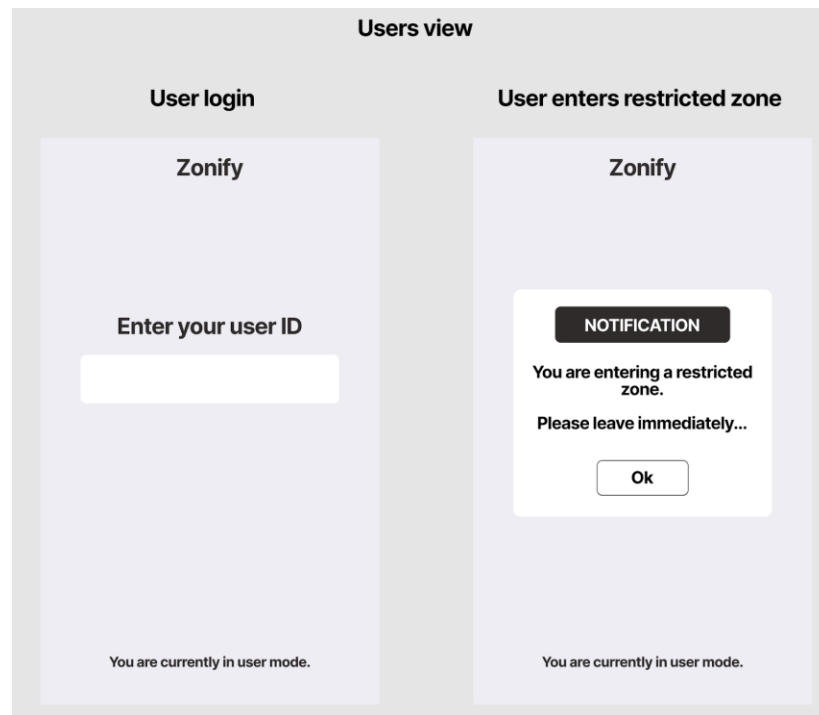 Users view
User login
Zonify
Enter your user ID
You are currently in user mode.
User enters restricted zone
Zonify
NOTIFICATION
You are entering a restricted
zone.
Please leave immediately...
Ok
You are currently in user mode.